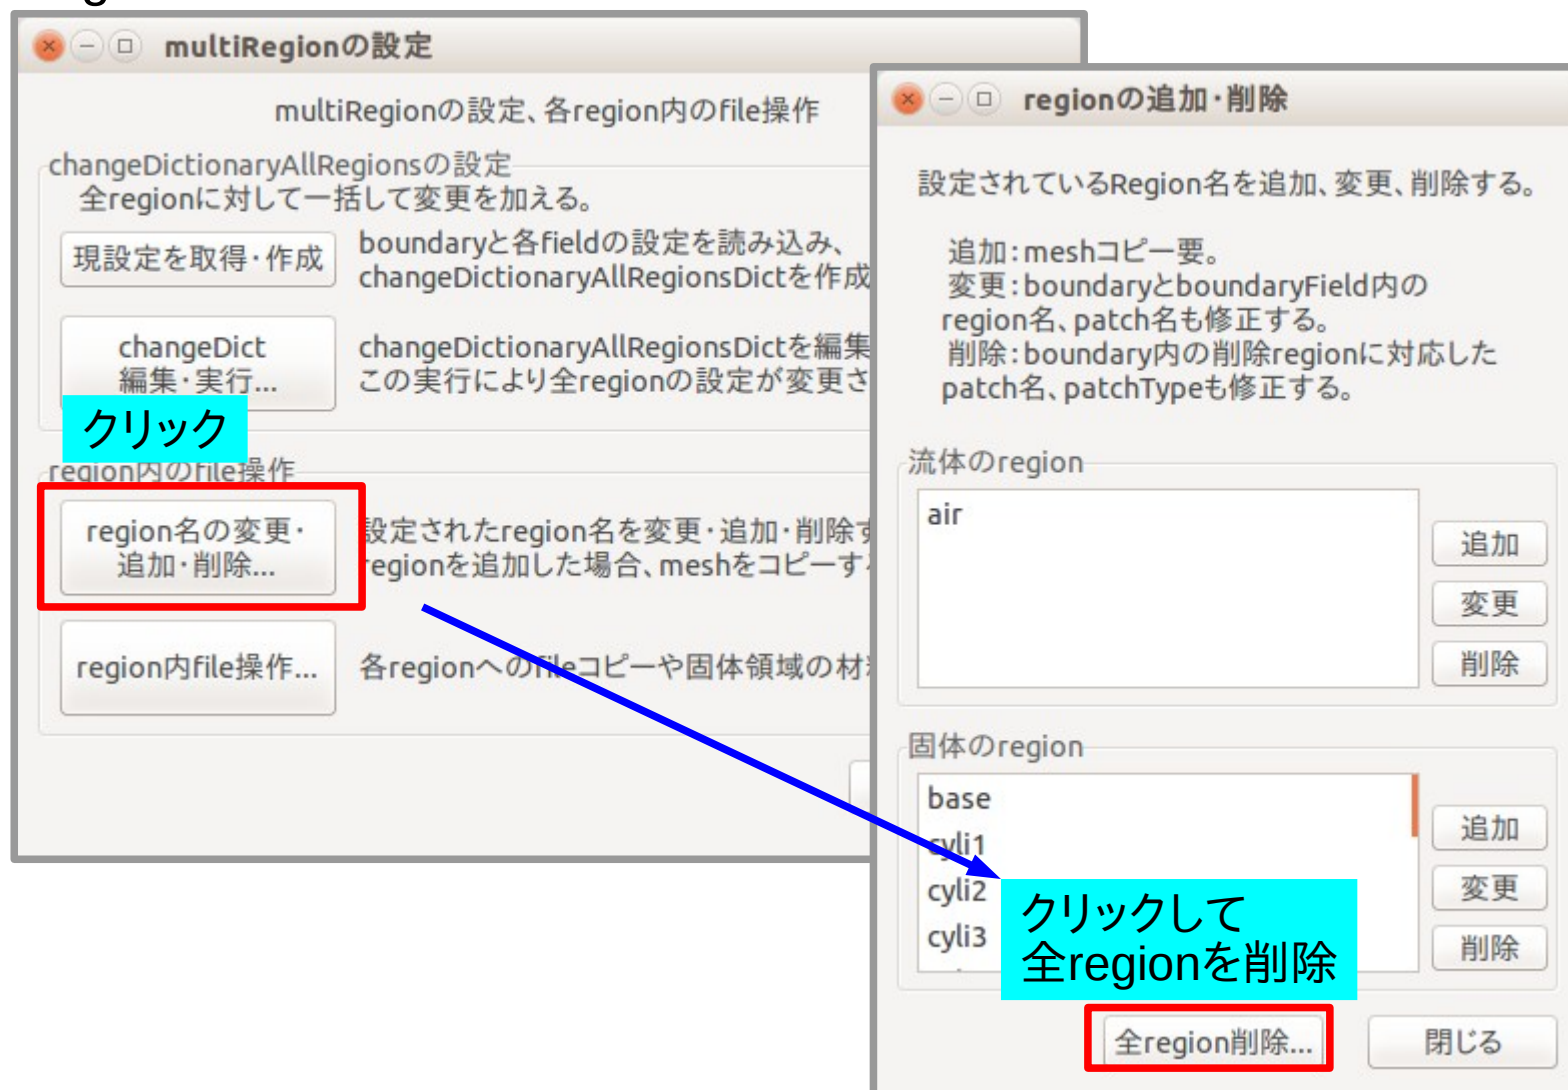 multiRegionの設定
multiRegionの設定、各region内のfile操作
changeDictionaryAllRegionsの設定
全regionに対して一括して変更を加える。
現設定を取得・作成
boundaryと各fieldの設定を読み込み、
changeDictionaryAllRegionsDictを作成
changeDict
編集・実行...
changeDictionaryAllRegionsDictを編集
この実行により全regionの設定が変更さ
クリック
region内のfile操作
region名の変更・
追加・削除...
設定されたregion名を変更・追加・削除す
regionを追加した場合、meshをコピーす
region内file操作...
各regionへのfileコピーや固体領域の材
regionの追加・削除
設定されているRegion名を追加、変更、削除する。
追加：meshコピー要。
変更：boundaryとboundaryField内の
region名、patch名も修正する。
削除：boundary内の削除regionに対応した
patch名、patchTypeも修正する。
流体のregion
air
追加
変更
削除
固体のregion
base
cyli1
cyli2
cyli3
追加
変更
削除
クリックして
全regionを削除
全region削除...
閉じる